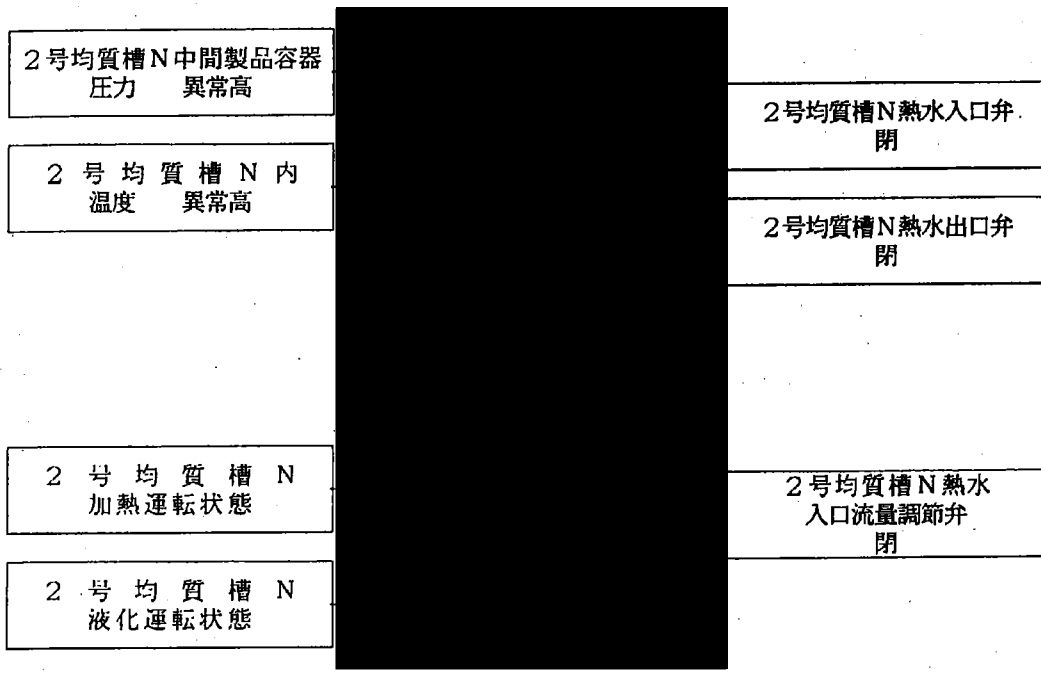 2号均質槽N中間製品容器
圧力 異常高
2号均質槽N内
温度 異常高
2号均質槽N
加熱運転状態
2号均質槽N
液化運転状態
2号均質槽N熱水入口弁
閉
2号均質槽N熱水出口弁
閉
2号均質槽N熱水
入口流量調節弁
閉